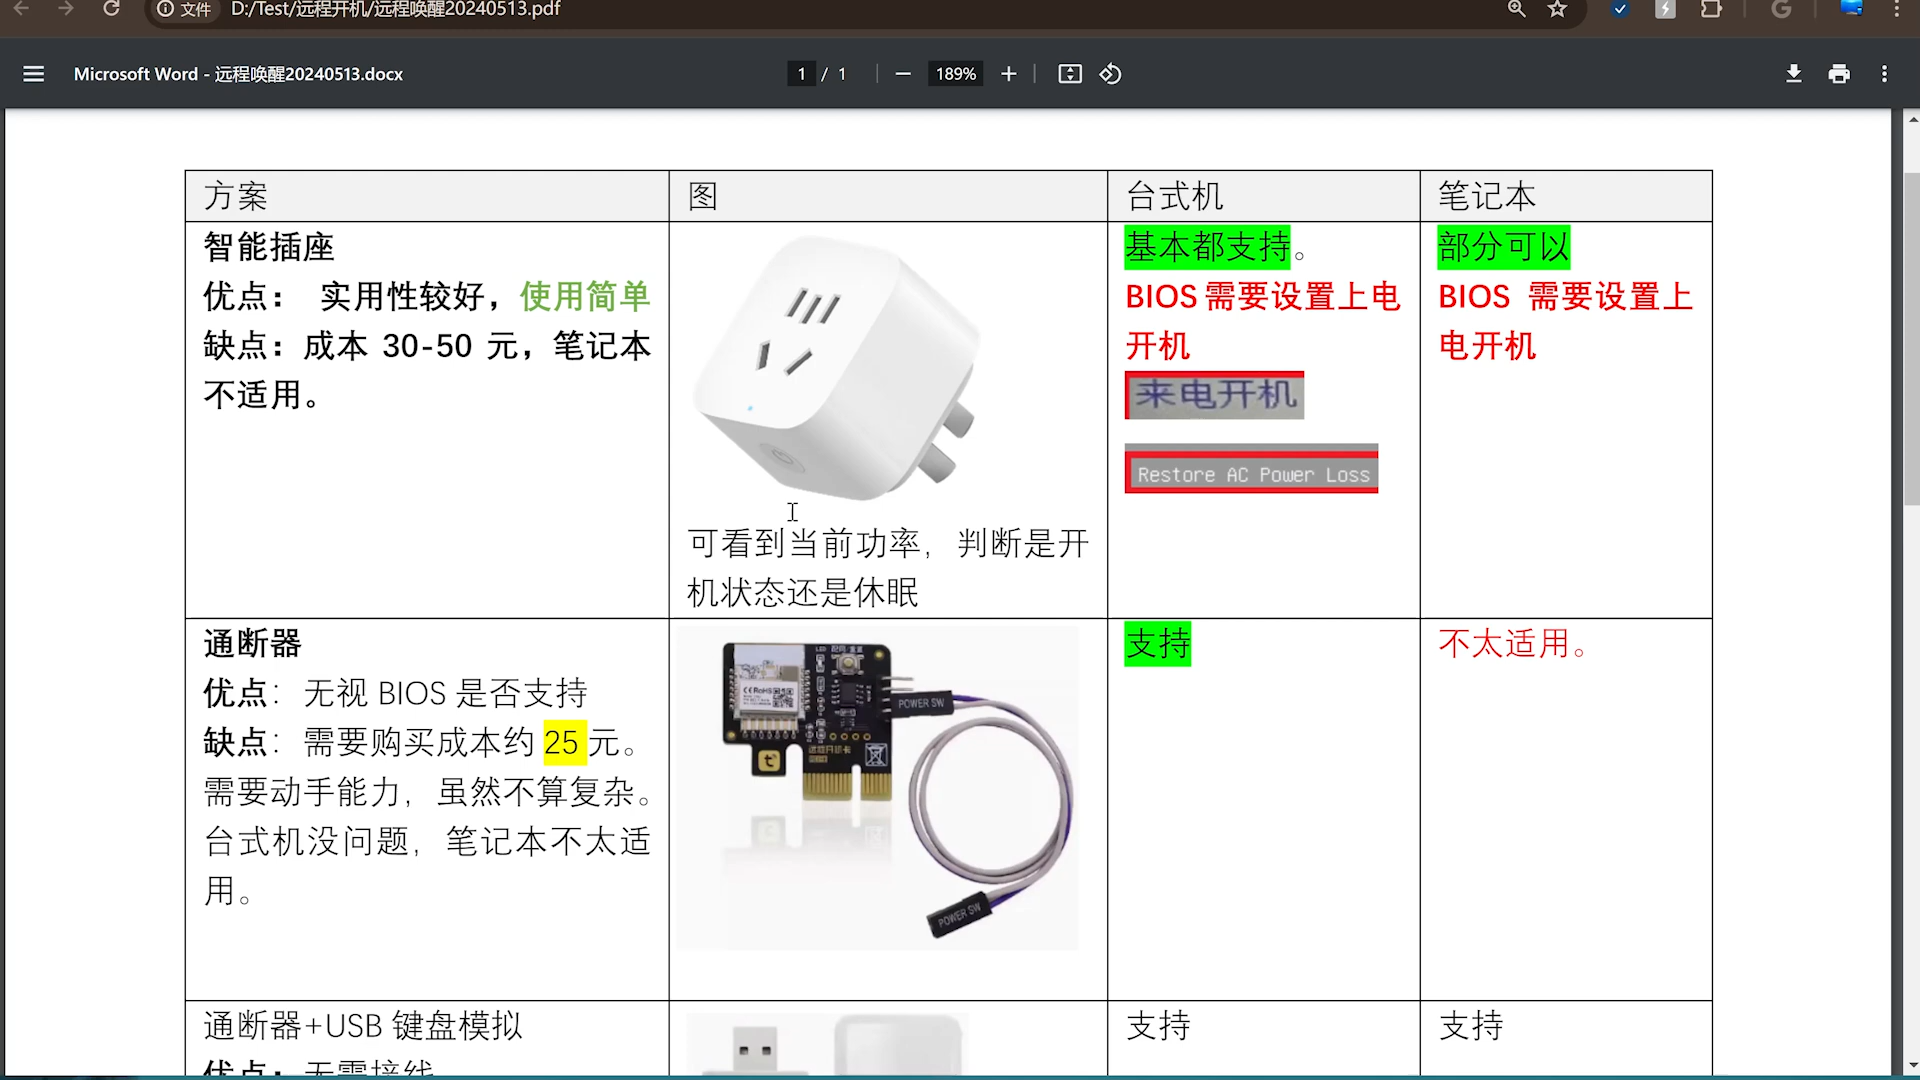 文件 D:/Test/远程开机/远程唤醒20240513.pdf
Microsoft Word - 远程唤醒20240513.docx
1 / 1
189%
方案
图
台式机
笔记本
智能插座
优点： 实用性较好，使用简单
缺点：成本 30-50 元，笔记本
不适用。
可看到当前功率，判断是开
机状态还是休眠
基本都支持。
BIOS 需要设置上电
开机
来电开机
Restore AC Power Loss
部分可以
BIOS 需要设置上
电开机
通断器
优点：无视 BIOS 是否支持
缺点：需要购买成本约 25 元。
需要动手能力，虽然不算复杂。
台式机没问题，笔记本不太适
用。
POWER SW
POWER SW
支持
不太适用。
通断器+USB 键盘模拟
优点：无需接线
支持
支持